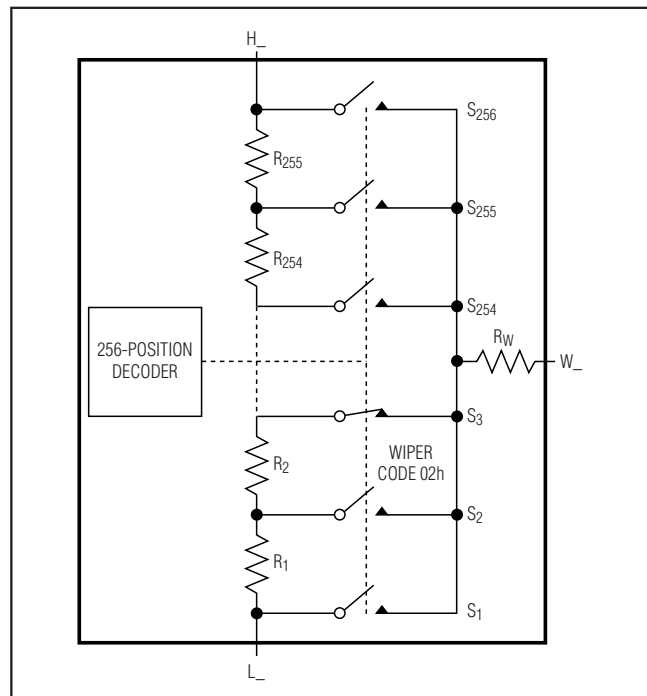 H_
S256
R255
S255
R254
S254
256-POSITION
DECODER
RW
W_
S3
R2
WIPER
CODE 02h
S2
R1
S1
L_